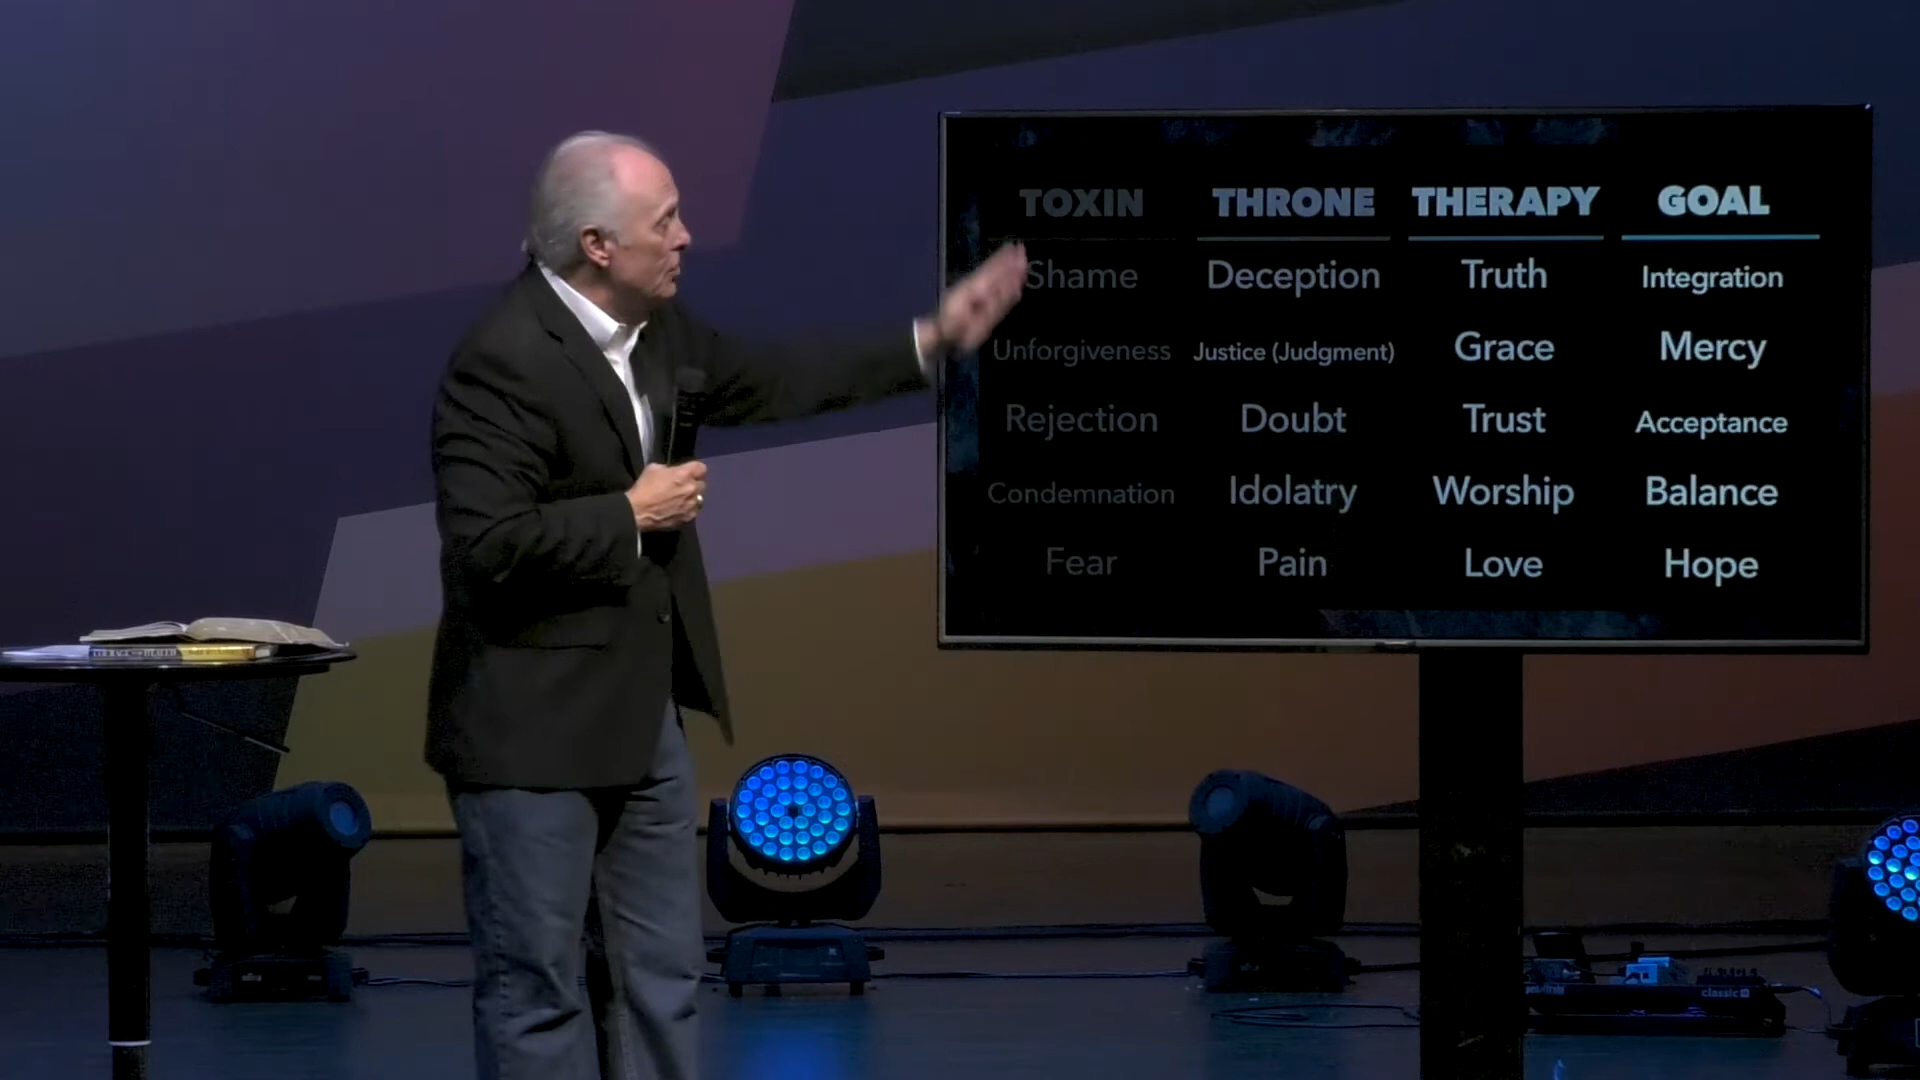 TOXIN THRONE THERAPY GOAL
Shame Deception Truth Integration
Unforgiveness Justice (Judgment) Grace Mercy
Rejection Doubt Trust Acceptance
Condemnation Idolatry Worship Balance
Fear Pain Love Hope
classic